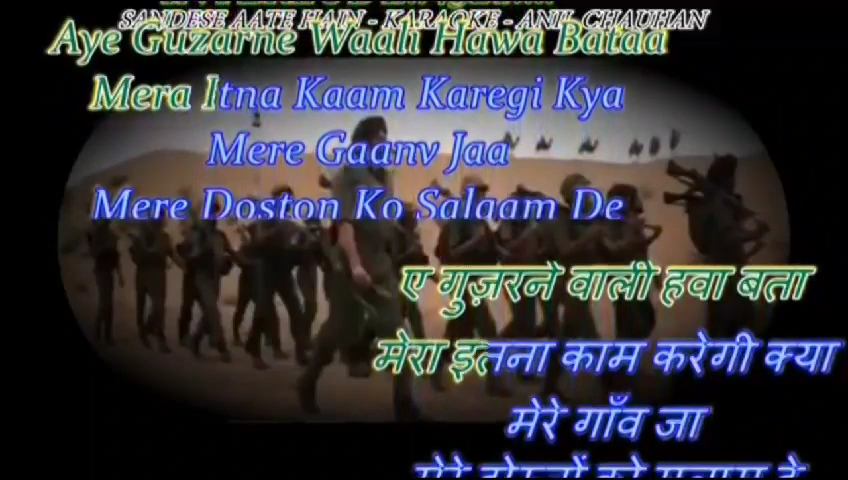 SANDESE AATE HAIN - KARAOKE - ANIL CHAUHAN
Aye Guzarne Waali Hawa Bataa
Mera Itna Kaam Karegi Kya
Mere Gaanv Jaa
Mere Doston Ko Salaam De
ए गुज़रने वाली हवा बता
मेरा इतना काम करेगी क्या
मेरे गाँव जा
मेरे दोस्तों को सलाम दे